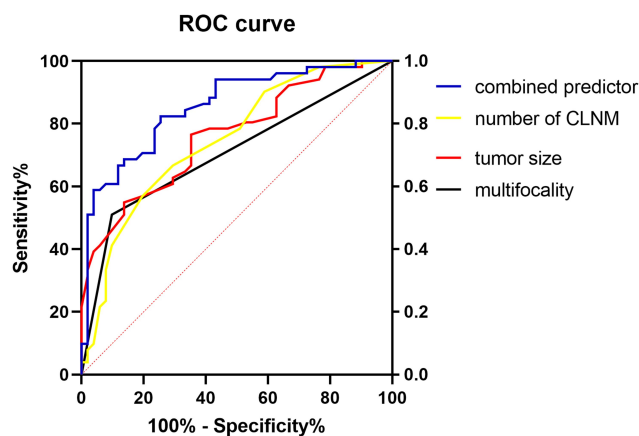 ROC curve
100
80
60
40
20
0
Sensitivity%
1.0
0.8
0.6
0.4
0.2
0.0
0
20
40
60
80
100
100% - Specificity%
combined predictor
number of CLNM
tumor size
multifocality